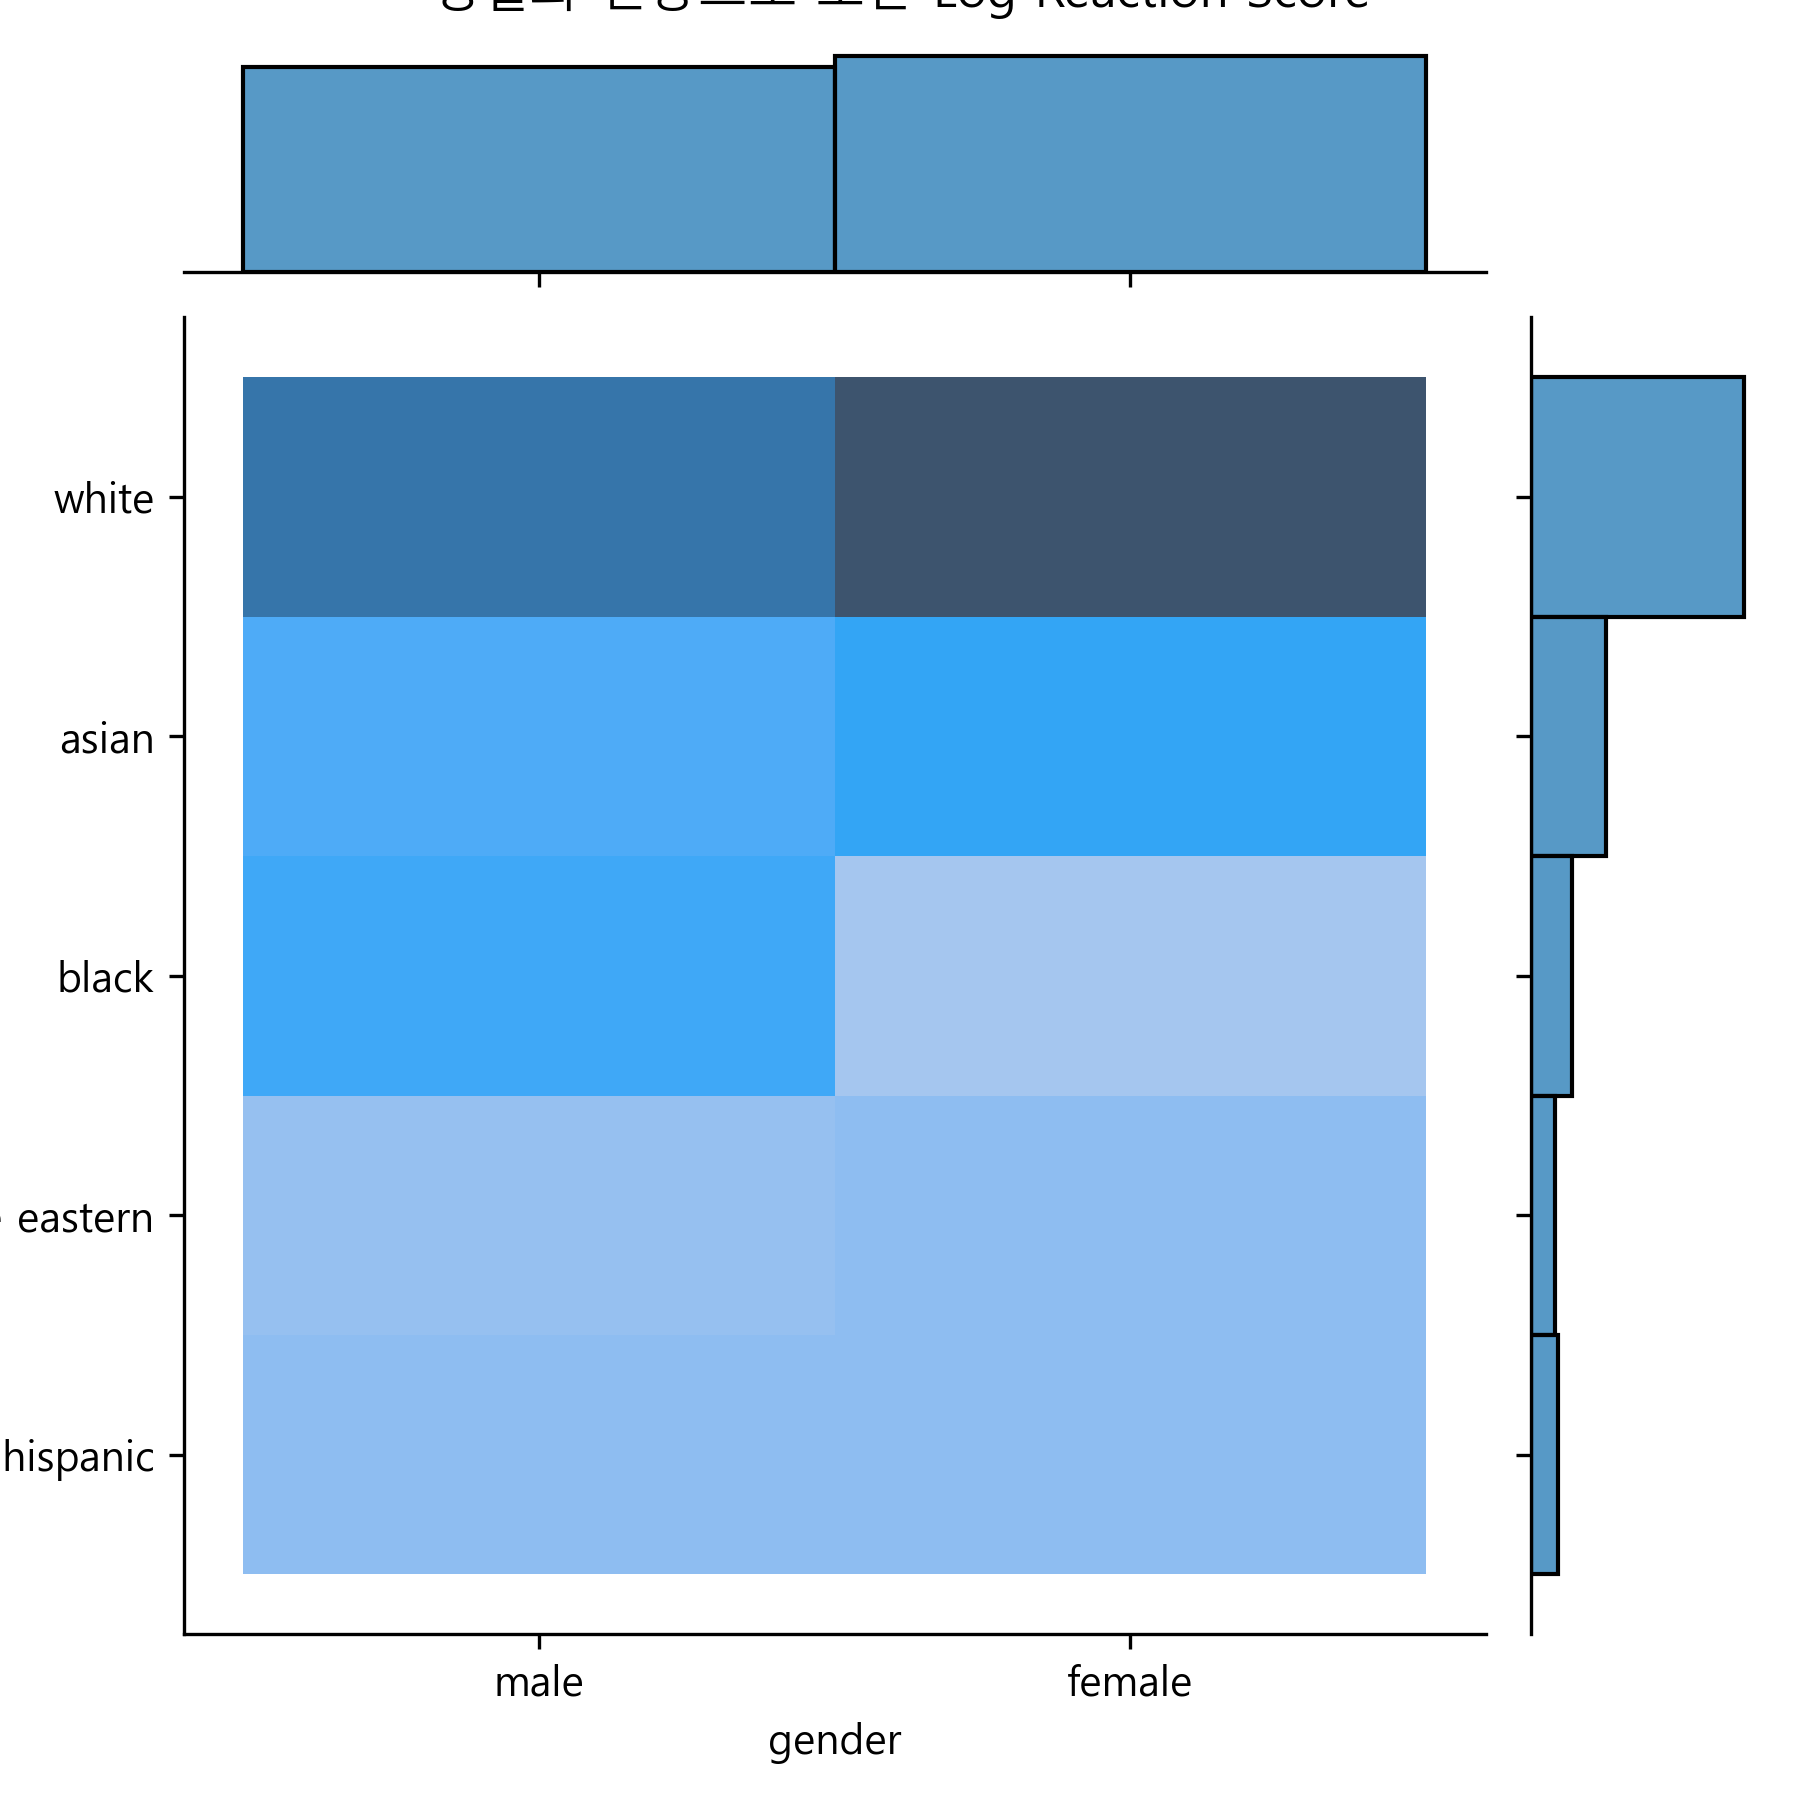 Log Reaction Score
white
asian
black
eastern
hispanic
male female
gender